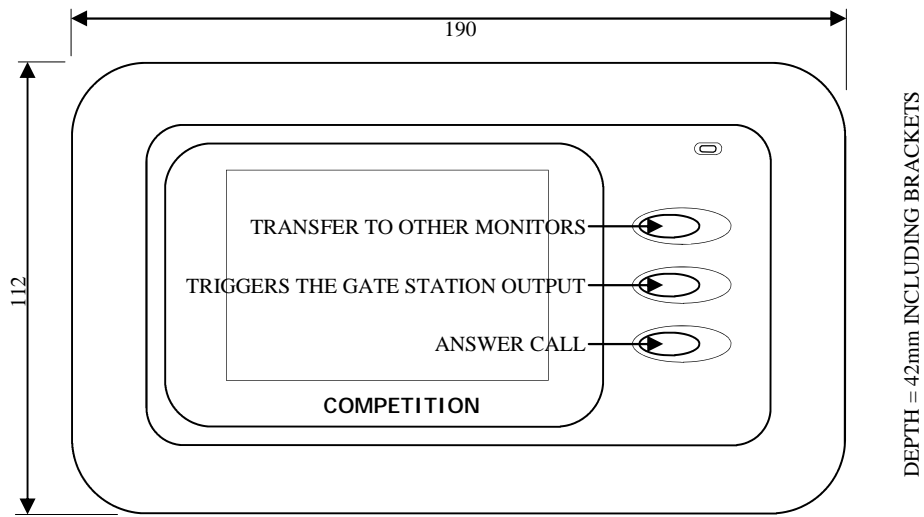 190
112
TRANSFER TO OTHER MONITORS
TRIGGERS THE GATE STATION OUTPUT
ANSWER CALL
COMPETITION
DEPTH = 42mm INCLUDING BRACKETS